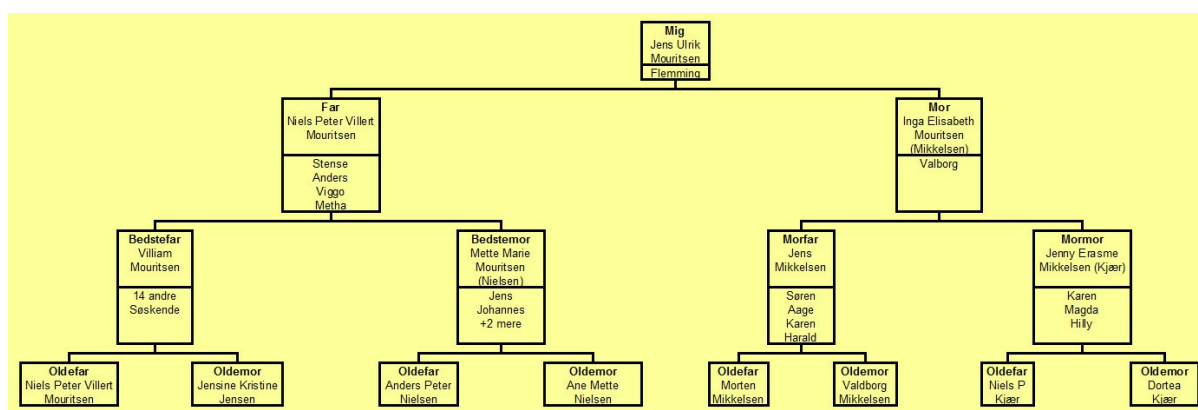 Mig
Jens Ulrik
Mouritsen
Flemming
Far
Niels Peter Villert
Mouritsen
Stense
Anders
Viggo
Metha
Mor
Inga Elisabeth
Mouritsen
(Mikkelsen)
Valborg
Bedstefar
Villiam
Mouritsen
14 andre
Søskende
Bedstemor
Mette Marie
Mouritsen
(Nielsen)
Jens
Johannes
+2 mere
Morfar
Jens
Mikkelsen
Søren
Aage
Karen
Harald
Mormor
Jenny Erasme
Mikkelsen (Kjær)
Karen
Magda
Hilly
Oldefar
Niels Peter Villert
Mouritsen
Oldemor
Jensine Kristine
Jensen
Oldefar
Anders Peter
Nielsen
Oldemor
Ane Mette
Nielsen
Oldefar
Morten
Mikkelsen
Oldemor
Valdborg
Mikkelsen
Oldefar
Niels P
Kjær
Oldemor
Dortea
Kjær